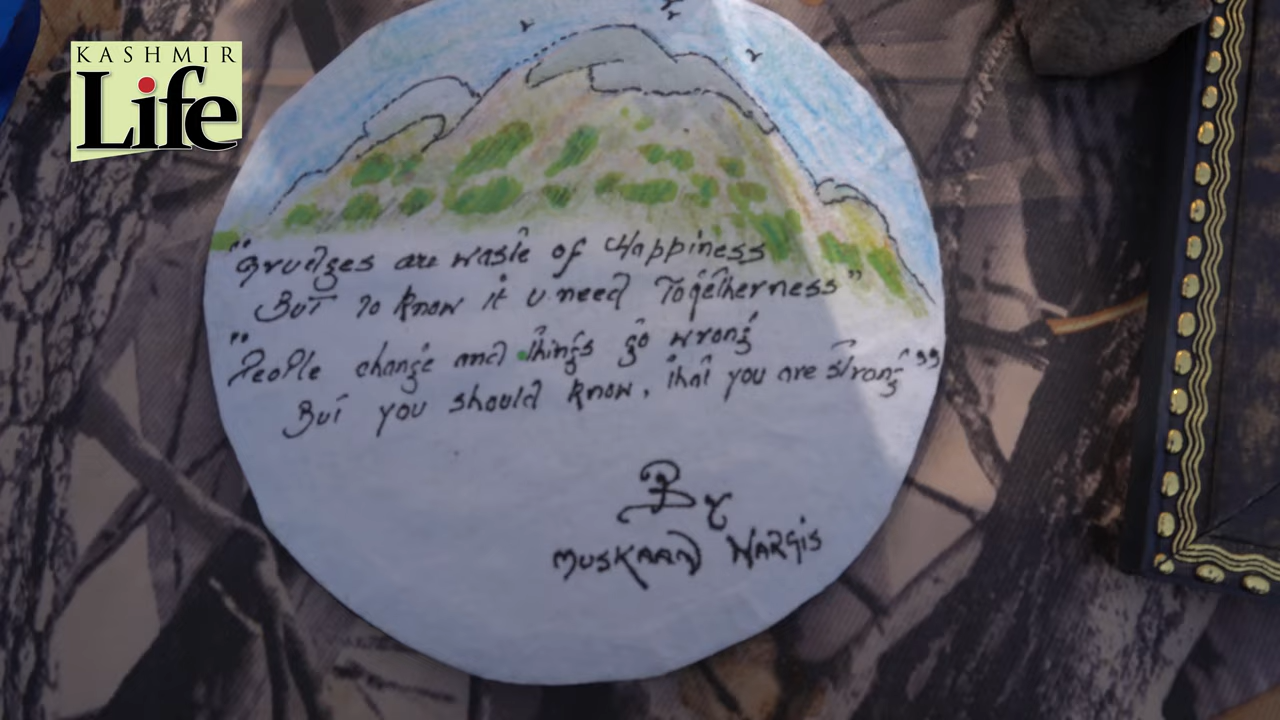 KASHMIR
Life
"Grudges are waste of Happiness
But To know it u need Togetherness"
"People change and things go wrong
But you should know, that you are strong"
By
MUSKAAN NARGIS